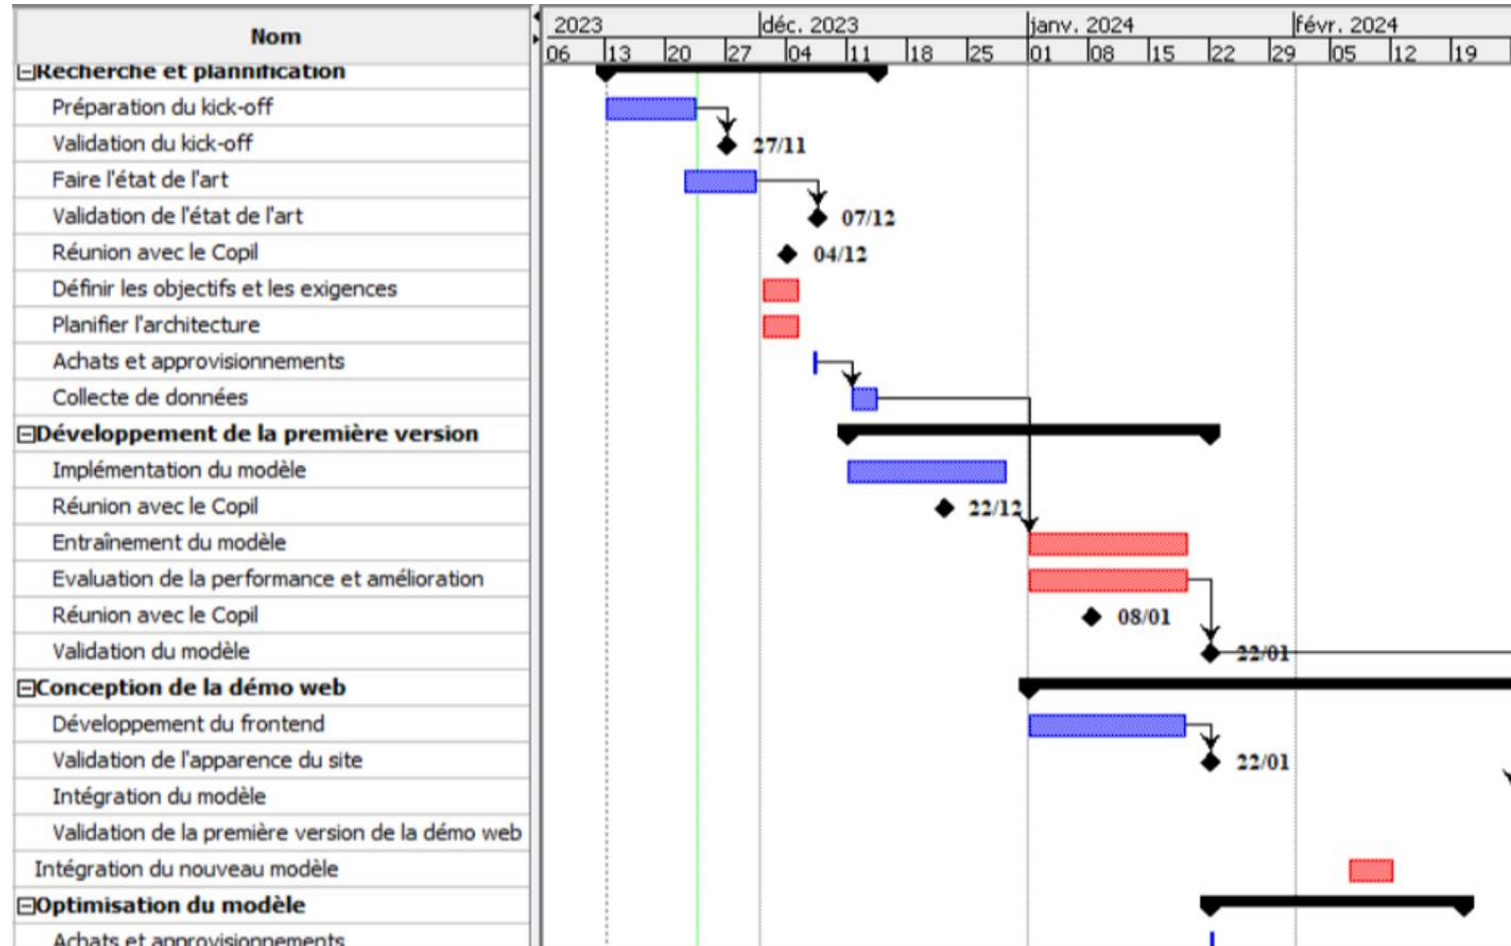 Nom
2023 déc. 2023 janv. 2024 févr. 2024
06 13 20 27 04 11 18 25 01 08 15 22 29 05 12 19
Recherche et plannification
Préparation du kick-off
Validation du kick-off 27/11
Faire l'état de l'art
Validation de l'état de l'art 07/12
Réunion avec le Copil 04/12
Définir les objectifs et les exigences
Planifier l'architecture
Achats et approvisionnements
Collecte de données
Développement de la première version
Implémentation du modèle
Réunion avec le Copil 22/12
Entraînement du modèle
Evaluation de la performance et amélioration
Réunion avec le Copil 08/01
Validation du modèle 22/01
Conception de la démo web
Développement du frontend
Validation de l'apparence du site 22/01
Intégration du modèle
Validation de la première version de la démo web
Intégration du nouveau modèle
Optimisation du modèle
Achats et approvisionnements